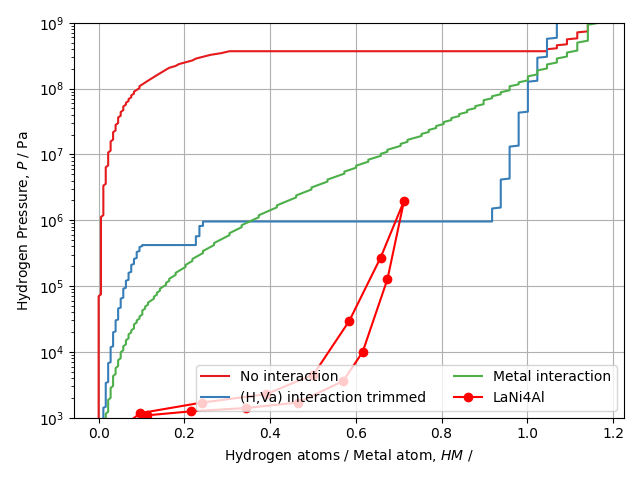 10⁹
10⁸
10⁷
10⁶
10⁵
10⁴
10³
Hydrogen Pressure, P / Pa
0.0 0.2 0.4 0.6 0.8 1.0 1.2
Hydrogen atoms / Metal atom, HM /
No interaction
(H,Va) interaction trimmed
Metal interaction
LaNi4Al